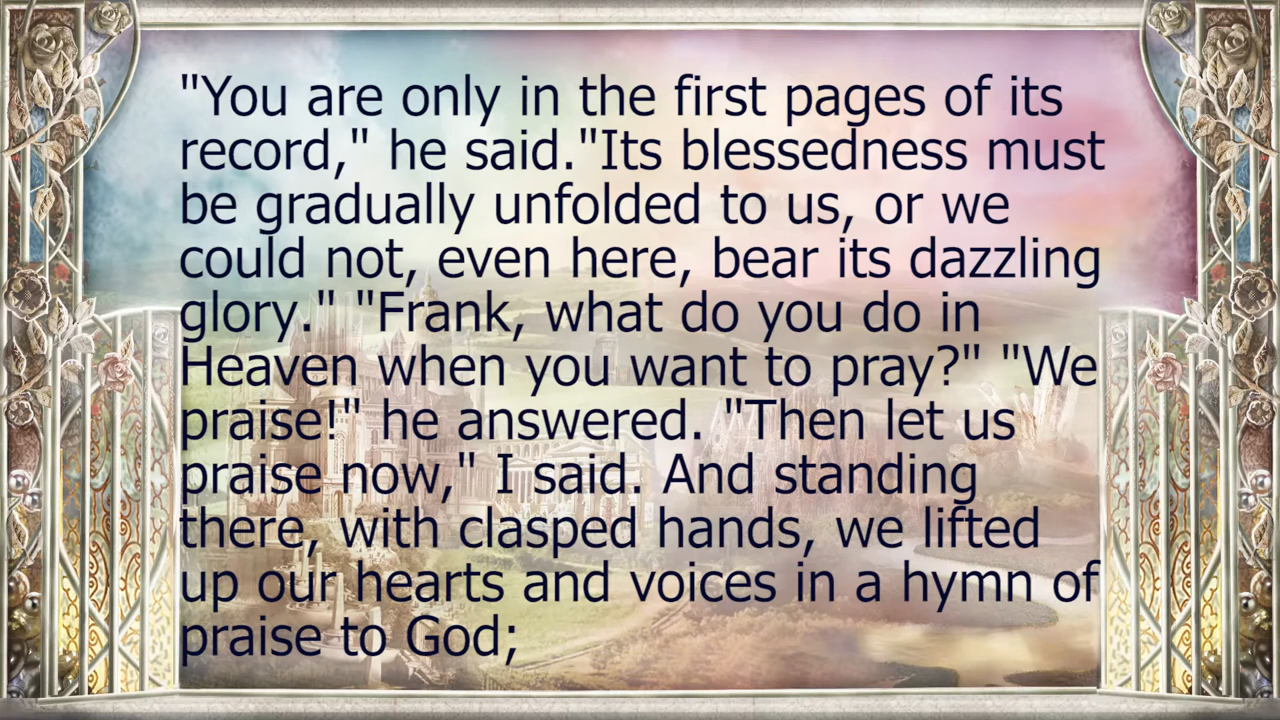 "You are only in the first pages of its
record," he said."Its blessedness must
be gradually unfolded to us, or we
could not, even here, bear its dazzling
glory." "Frank, what do you do in
Heaven when you want to pray?" "We
praise!" he answered. "Then let us
praise now," I said. And standing
there, with clasped hands, we lifted
up our hearts and voices in a hymn of
praise to God;